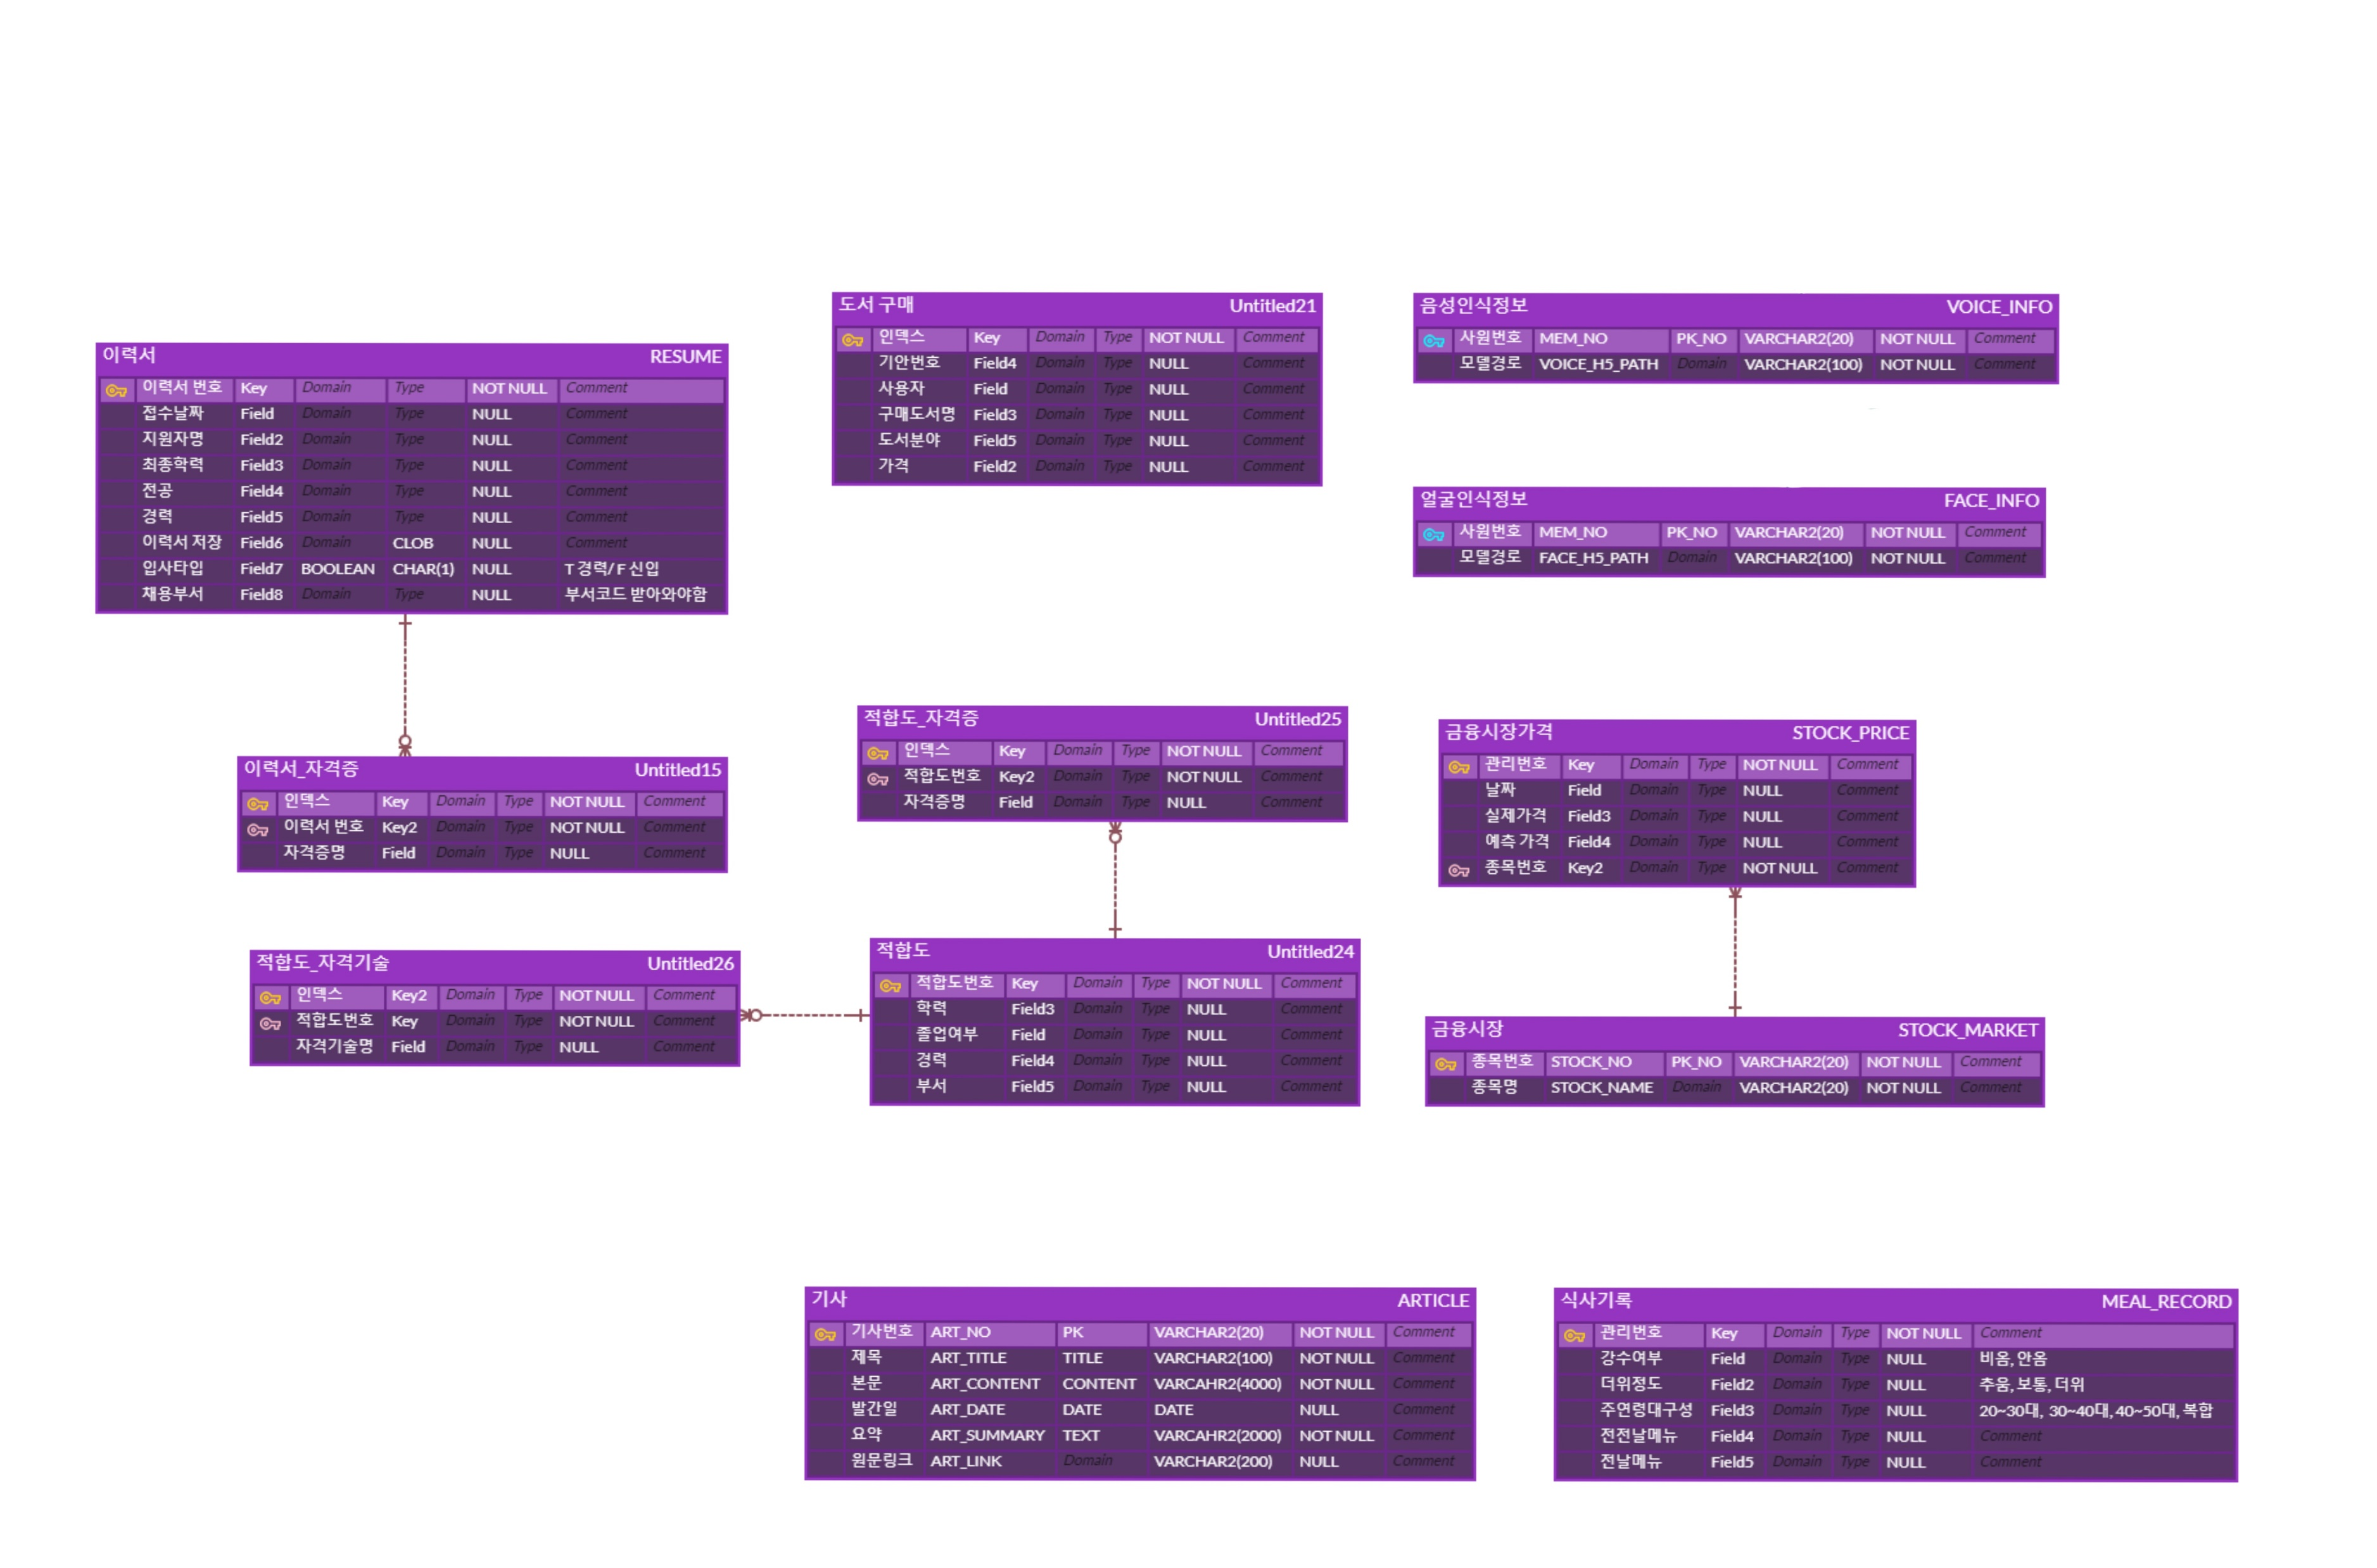 이력서 RESUME
이력서 번호 Key Domain Type NOT NULL Comment
접수날짜 Field Domain Type NULL Comment
지원자명 Field2 Domain Type NULL Comment
최종학력 Field3 Domain Type NULL Comment
전공 Field4 Domain Type NULL Comment
경력 Field5 Domain Type NULL Comment
이력서 저장 Field6 Domain CLOB NULL Comment
입사타입 Field7 BOOLEAN CHAR(1) NULL T 경력/ F 신입
채용부서 Field8 Domain Type NULL 부서코드 받아와야함
도서 구매 Untitled21
인덱스 Key Domain Type NOT NULL Comment
기안번호 Field4 Domain Type NULL Comment
사용자 Field Domain Type NULL Comment
구매도서명 Field3 Domain Type NULL Comment
도서분야 Field5 Domain Type NULL Comment
가격 Field2 Domain Type NULL Comment
음성인식정보 VOICE_INFO
사원번호 MEM_NO PK_NO VARCHAR2(20) NOT NULL Comment
모델경로 VOICE_H5_PATH Domain VARCHAR2(100) NOT NULL Comment
얼굴인식정보 FACE_INFO
사원번호 MEM_NO PK_NO VARCHAR2(20) NOT NULL Comment
모델경로 FACE_H5_PATH Domain VARCHAR2(100) NOT NULL Comment
이력서_자격증 Untitled15
인덱스 Key Domain Type NOT NULL Comment
이력서 번호 Key2 Domain Type NOT NULL Comment
자격증명 Field Domain Type NULL Comment
적합도_자격증 Untitled25
인덱스 Key Domain Type NOT NULL Comment
적합도번호 Key2 Domain Type NOT NULL Comment
자격증명 Field Domain Type NULL Comment
금융시장가격 STOCK_PRICE
관리번호 Key Domain Type NOT NULL Comment
날짜 Field Domain Type NULL Comment
실제가격 Field3 Domain Type NULL Comment
예측 가격 Field4 Domain Type NULL Comment
종목번호 Key2 Domain Type NOT NULL Comment
적합도_자격기술 Untitled26
인덱스 Key2 Domain Type NOT NULL Comment
적합도번호 Key Domain Type NOT NULL Comment
자격기술명 Field Domain Type NULL Comment
적합도 Untitled24
적합도번호 Key Domain Type NOT NULL Comment
학력 Field3 Domain Type NULL Comment
졸업여부 Field Domain Type NULL Comment
경력 Field4 Domain Type NULL Comment
부서 Field5 Domain Type NULL Comment
금융시장 STOCK_MARKET
종목번호 STOCK_NO PK_NO VARCHAR2(20) NOT NULL Comment
종목명 STOCK_NAME Domain VARCHAR2(20) NOT NULL Comment
기사 ARTICLE
기사번호 ART_NO PK VARCHAR2(20) NOT NULL Comment
제목 ART_TITLE TITLE VARCHAR2(100) NOT NULL Comment
본문 ART_CONTENT CONTENT VARCAHR2(4000) NOT NULL Comment
발간일 ART_DATE DATE DATE NULL Comment
요약 ART_SUMMARY TEXT VARCAHR2(2000) NOT NULL Comment
원문링크 ART_LINK Domain VARCHAR2(200) NULL Comment
식사기록 MEAL_RECORD
관리번호 Key Domain Type NOT NULL Comment
강수여부 Field Domain Type NULL 비옴, 안옴
더위정도 Field2 Domain Type NULL 추움, 보통, 더위
주연령대구성 Field3 Domain Type NULL 20~30대, 30~40대, 40~50대, 복합
전전날메뉴 Field4 Domain Type NULL Comment
전날메뉴 Field5 Domain Type NULL Comment